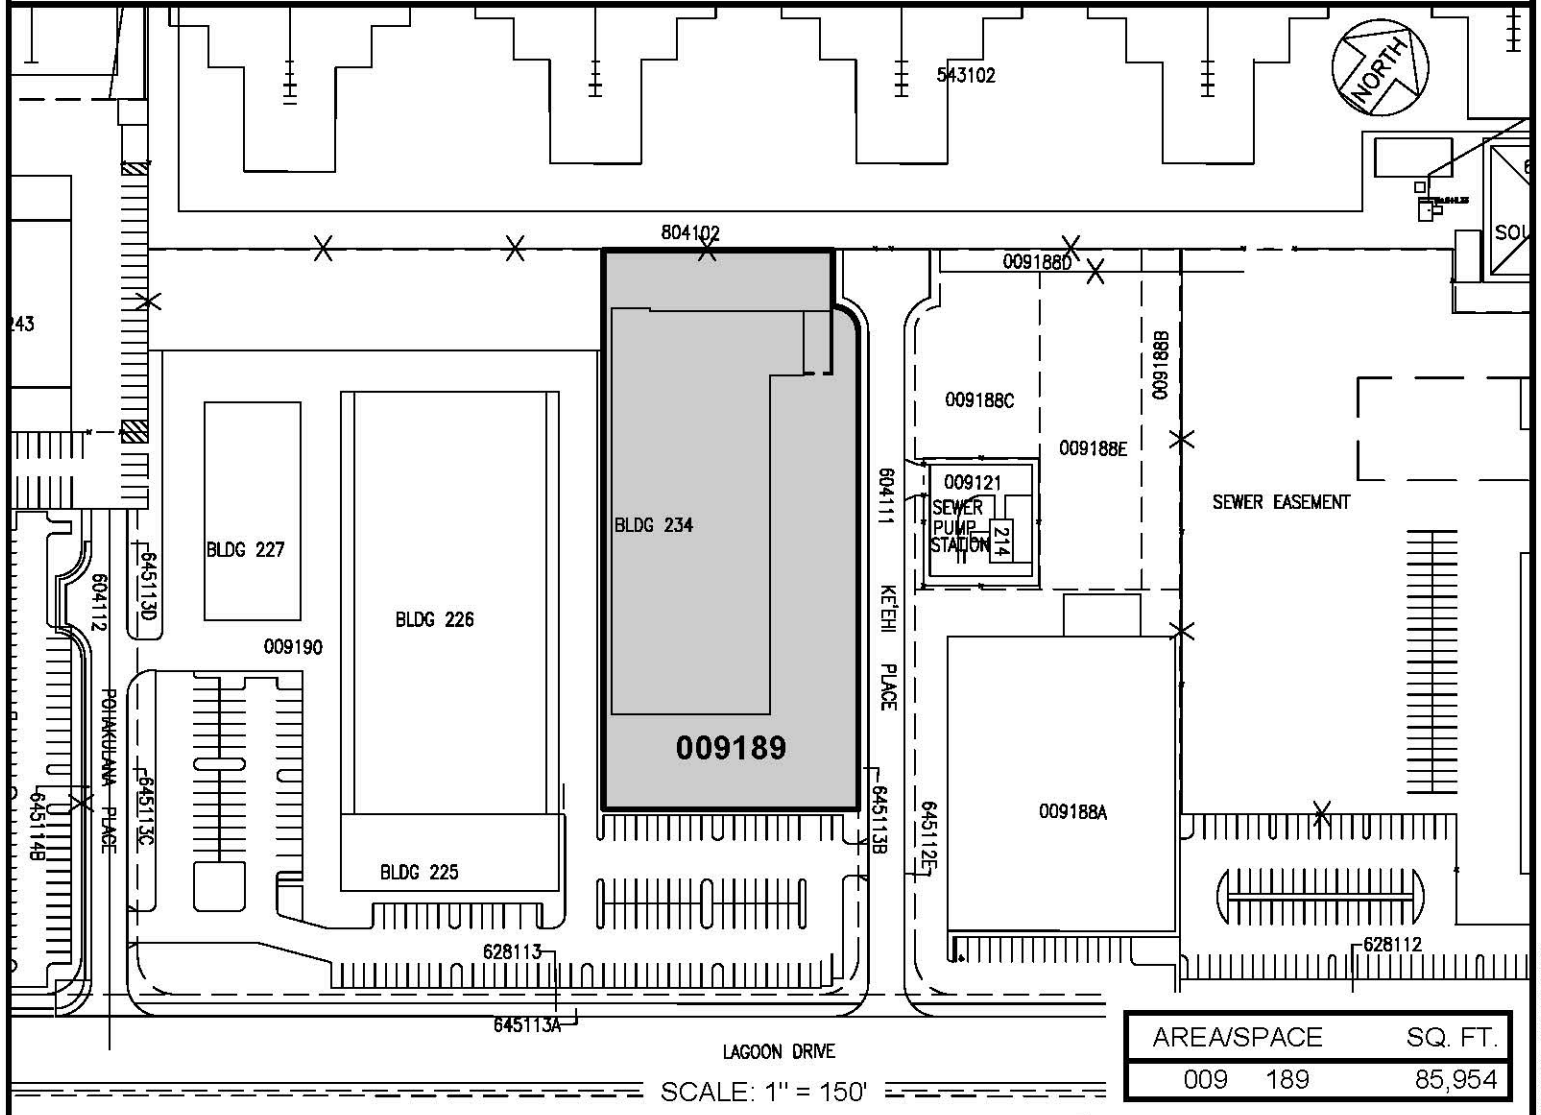 543102
NORTH
804102
009188D
SOU
243
009188B
009188C
009188E
604111
009121
SEWER
PUMP
STATION
214
SEWER EASEMENT
BLDG 234
BLDG 227
645113D
604112
BLDG 226
009190
KE'EHI PLACE
POHAKULANA PLACE
009189
645113C
645114B
645113B
645112E
009188A
BLDG 225
628113
628112
645113A
LAGOON DRIVE
SCALE: 1" = 150'
AREA/SPACE SQ. FT.
009 189 85,954